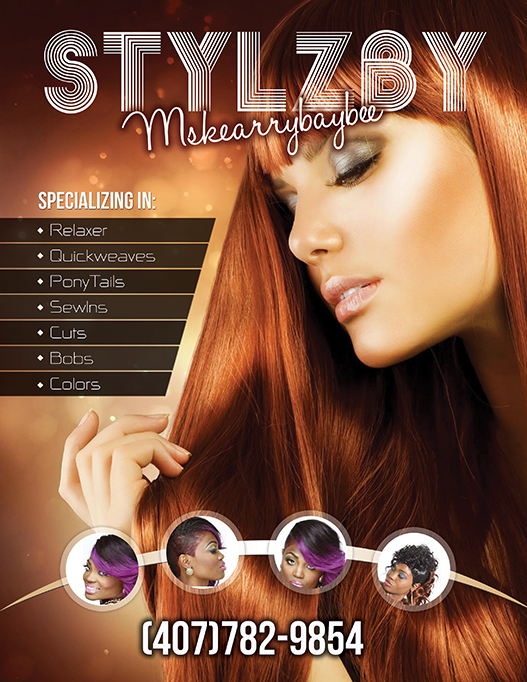 STYLZBY
Mskearrybaybee
SPECIALIZING IN:
Relaxer
Quickweaves
PonyTails
SewIns
Cuts
Bobs
Colors
(407)782-9854